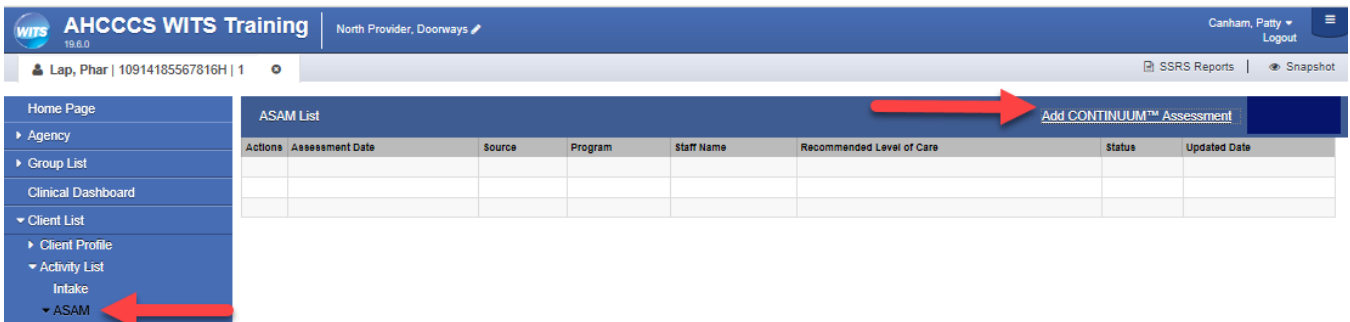 WITS AHCCCS WITS Training North Provider, Doorways Canham, Patty
19.6.0 Logout
Lap, Phar | 10914185567816H | 1 SSRS Reports | Snapshot
Home Page
ASAM List Add CONTINUUM™ Assessment
Agency
Actions Assessment Date Source Program Staff Name Recommended Level of Care Status Updated Date
Group List
Clinical Dashboard
Client List
Client Profile
Activity List
Intake
ASAM